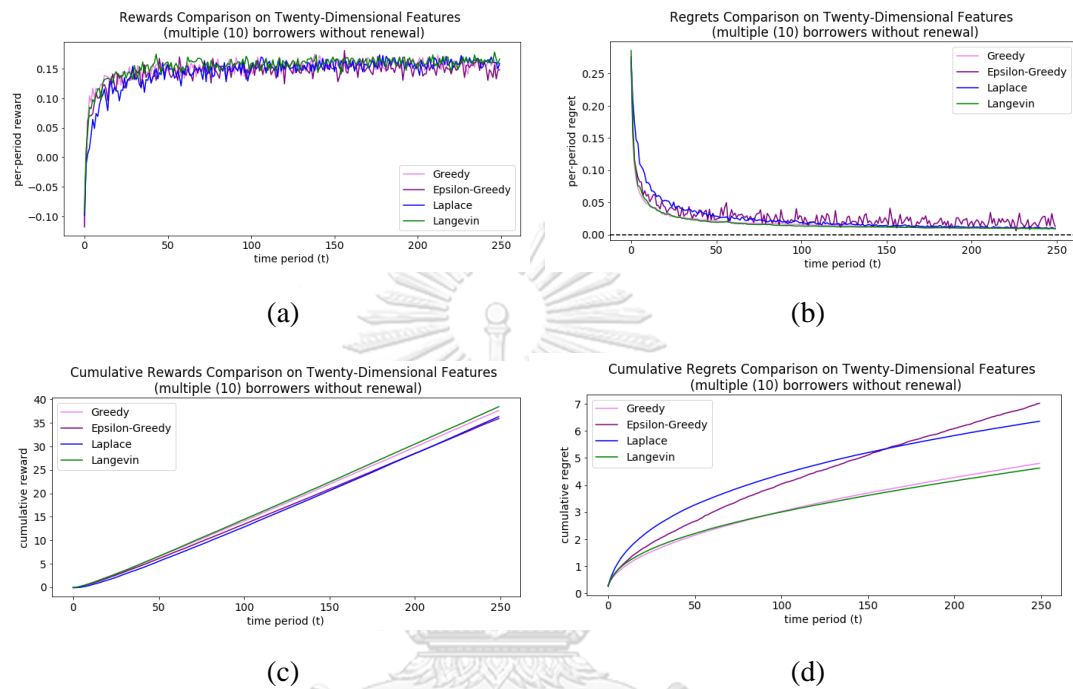 Rewards Comparison on Twenty-Dimensional Features
(multiple (10) borrowers without renewal)
per-period reward
0.15
0.10
0.05
0.00
−0.05
−0.10
Greedy
Epsilon-Greedy
Laplace
Langevin
0
50
100
150
200
250
time period (t)
(a)
Regrets Comparison on Twenty-Dimensional Features
(multiple (10) borrowers without renewal)
per-period regret
0.25
0.20
0.15
0.10
0.05
0.00
Greedy
Epsilon-Greedy
Laplace
Langevin
0
50
100
150
200
250
time period (t)
(b)
Cumulative Rewards Comparison on Twenty-Dimensional Features
(multiple (10) borrowers without renewal)
cumulative reward
40
35
30
25
20
15
10
5
0
Greedy
Epsilon-Greedy
Laplace
Langevin
0
50
100
150
200
250
time period (t)
(c)
Cumulative Regrets Comparison on Twenty-Dimensional Features
(multiple (10) borrowers without renewal)
cumulative regret
7
6
5
4
3
2
1
0
Greedy
Epsilon-Greedy
Laplace
Langevin
0
50
100
150
200
250
time period (t)
(d)